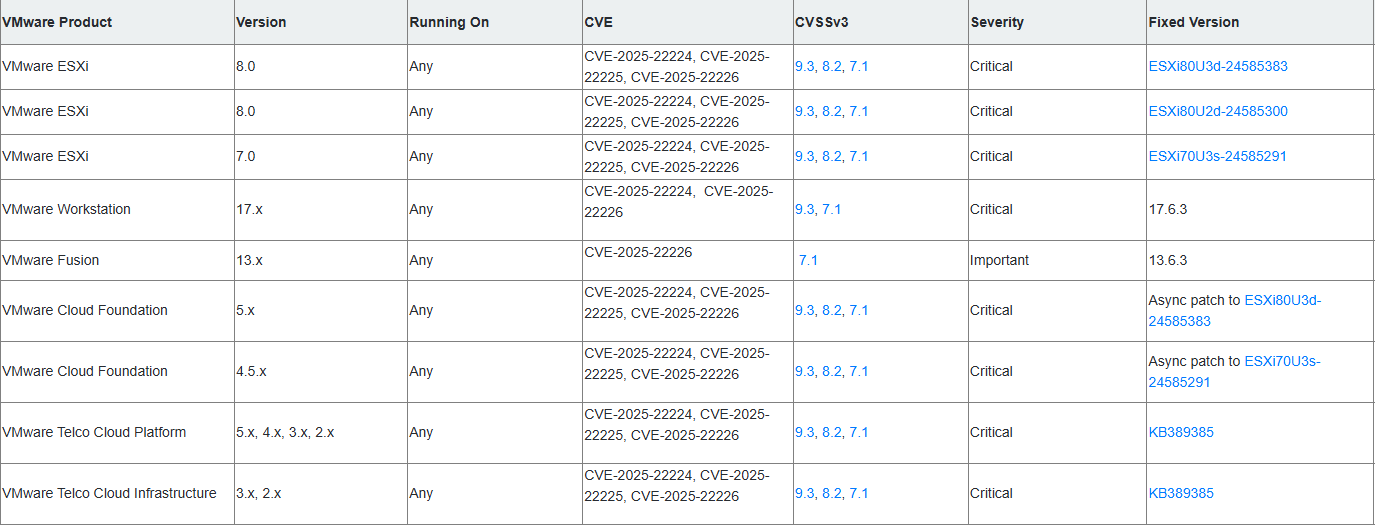 VMware Product Version Running On CVE CVSSv3 Severity Fixed Version
VMware ESXi 8.0 Any CVE-2025-22224, CVE-2025-
22225, CVE-2025-22226 9.3, 8.2, 7.1 Critical ESXi80U3d-24585383
VMware ESXi 8.0 Any CVE-2025-22224, CVE-2025-
22225, CVE-2025-22226 9.3, 8.2, 7.1 Critical ESXi80U2d-24585300
VMware ESXi 7.0 Any CVE-2025-22224, CVE-2025-
22225, CVE-2025-22226 9.3, 8.2, 7.1 Critical ESXi70U3s-24585291
VMware Workstation 17.x Any CVE-2025-22224, CVE-2025-
22226 9.3, 7.1 Critical 17.6.3
VMware Fusion 13.x Any CVE-2025-22226 7.1 Important 13.6.3
VMware Cloud Foundation 5.x Any CVE-2025-22224, CVE-2025-
22225, CVE-2025-22226 9.3, 8.2, 7.1 Critical Async patch to ESXi80U3d-
24585383
VMware Cloud Foundation 4.5.x Any CVE-2025-22224, CVE-2025-
22225, CVE-2025-22226 9.3, 8.2, 7.1 Critical Async patch to ESXi70U3s-
24585291
VMware Telco Cloud Platform 5.x, 4.x, 3.x, 2.x Any CVE-2025-22224, CVE-2025-
22225, CVE-2025-22226 9.3, 8.2, 7.1 Critical KB389385
VMware Telco Cloud Infrastructure 3.x, 2.x Any CVE-2025-22224, CVE-2025-
22225, CVE-2025-22226 9.3, 8.2, 7.1 Critical KB389385